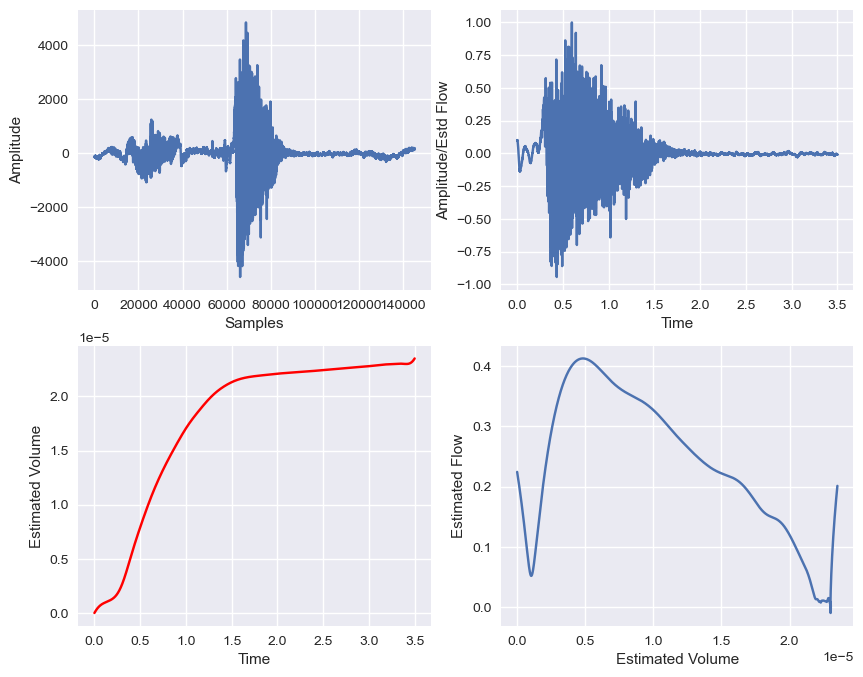 4000
2000
0
−2000
−4000
Amplitude
0 20000 40000 60000 80000 100000 120000 140000
Samples
1.00
0.75
0.50
0.25
0.00
−0.25
−0.50
−0.75
−1.00
Amplitude/Estd Flow
0.0 0.5 1.0 1.5 2.0 2.5 3.0 3.5
Time
1e−5
2.0
1.5
1.0
0.5
0.0
Estimated Volume
0.0 0.5 1.0 1.5 2.0 2.5 3.0 3.5
Time
0.4
0.3
0.2
0.1
0.0
Estimated Flow
0.0 0.5 1.0 1.5 2.0
Estimated Volume
1e−5